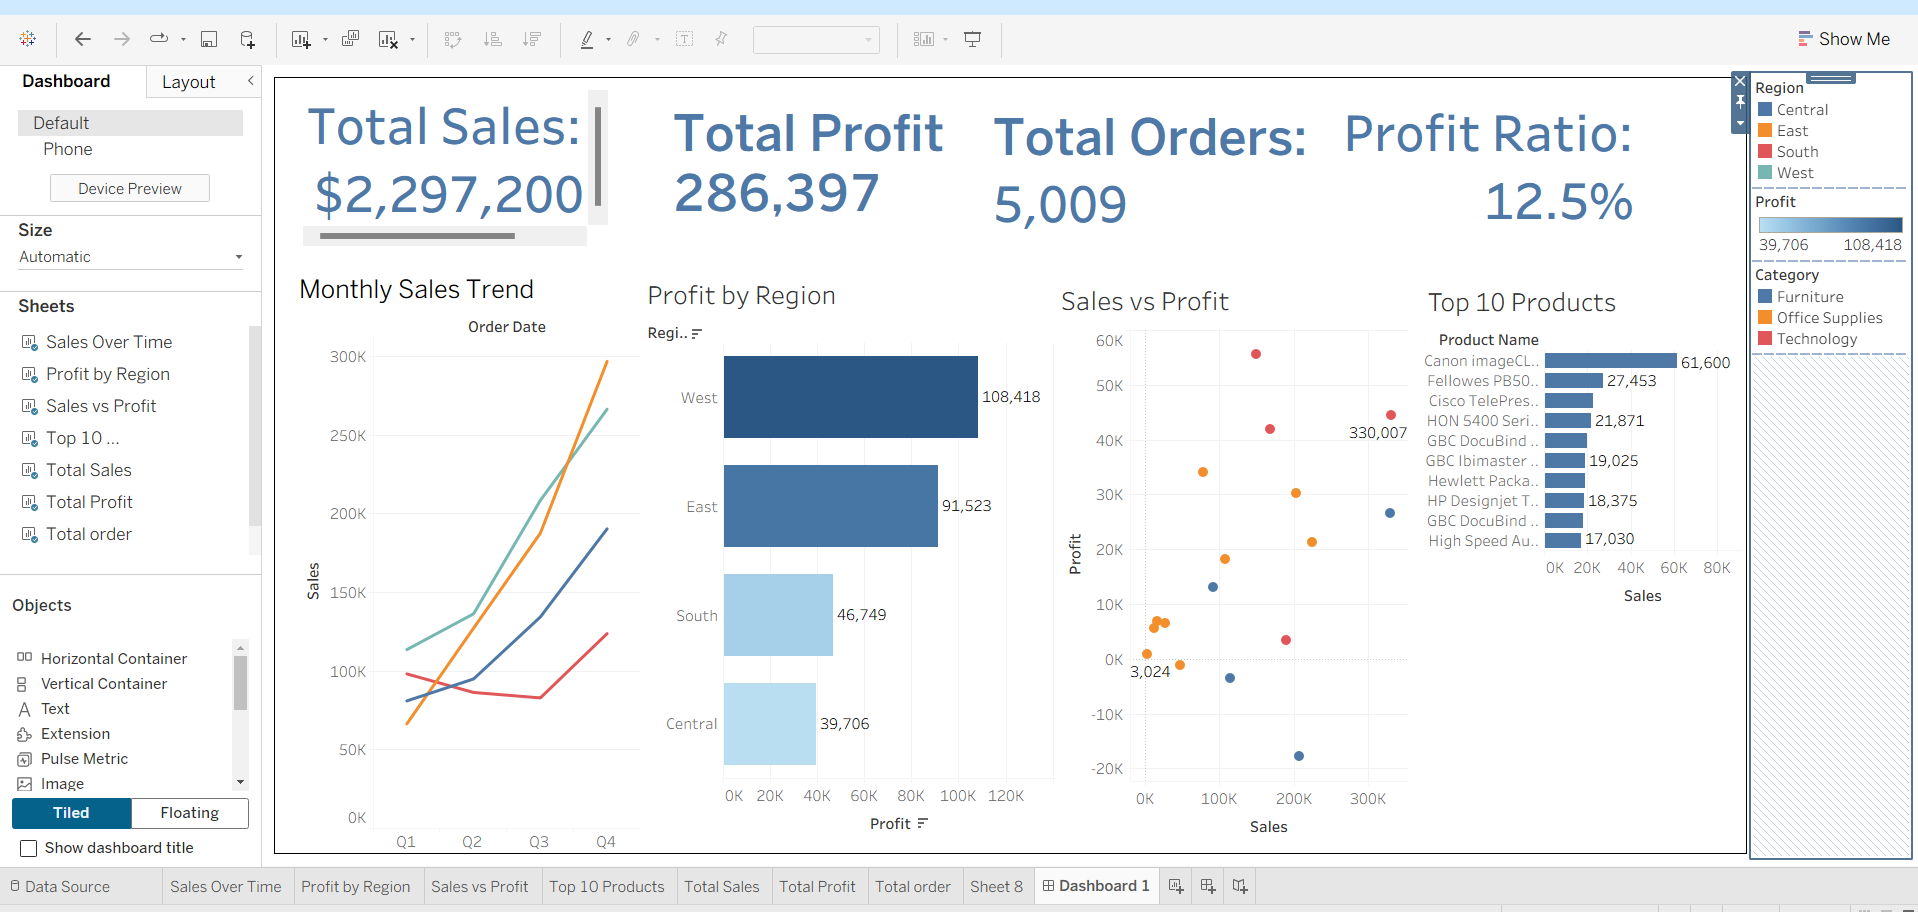 Show Me
Dashboard
Layout
Default
Phone
Device Preview
Size
Automatic
Sheets
Sales Over Time
Profit by Region
Sales vs Profit
Top 10 ...
Total Sales
Total Profit
Total order
Objects
Horizontal Container
Vertical Container
Text
Extension
Pulse Metric
Image
Tiled
Floating
Show dashboard title
Total Sales:
$2,297,200
Total Profit
286,397
Total Orders:
5,009
Profit Ratio:
12.5%
Monthly Sales Trend
Order Date
300K
250K
200K
150K
100K
50K
0K
Sales
Q1 Q2 Q3 Q4
Profit by Region
Regi..
West 108,418
East 91,523
South 46,749
Central 39,706
0K 20K 40K 60K 80K 100K 120K
Profit
Sales vs Profit
60K
50K
40K
30K
20K
10K
0K
-10K
-20K
Profit
330,007
3,024
0K 100K 200K 300K
Sales
Top 10 Products
Product Name
Canon imageCL.. 61,600
Fellowes PB50.. 27,453
Cisco TelePres..
HON 5400 Seri.. 21,871
GBC DocuBind ..
GBC Ibimaster .. 19,025
Hewlett Packa..
HP Designjet T.. 18,375
GBC DocuBind ..
High Speed Au.. 17,030
0K 20K 40K 60K 80K
Sales
Region
Central
East
South
West
Profit
39,706 108,418
Category
Furniture
Office Supplies
Technology
Data Source
Sales Over Time
Profit by Region
Sales vs Profit
Top 10 Products
Total Sales
Total Profit
Total order
Sheet 8
Dashboard 1